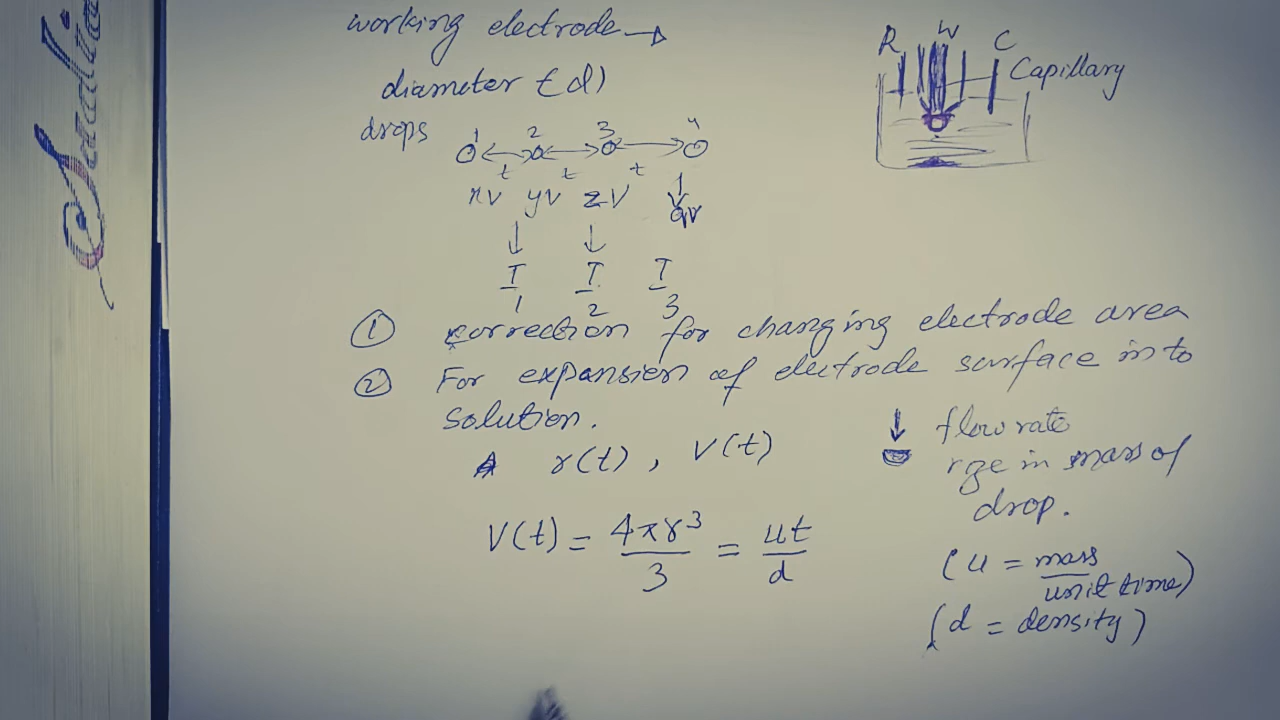 working electrode →
diameter (d)
R W C
Capillary
drops 1 2 3 4
t t t
xv yv zv qv
I I I
1 2 3
① correction for changing electrode area
② For expansion of electrode surface in to
solution.
r(t), V(t)
V(t) = 4πr³/3 = ut/d
flow rate
in mass of
drop.
(u = mass/unit time)
(d = density)